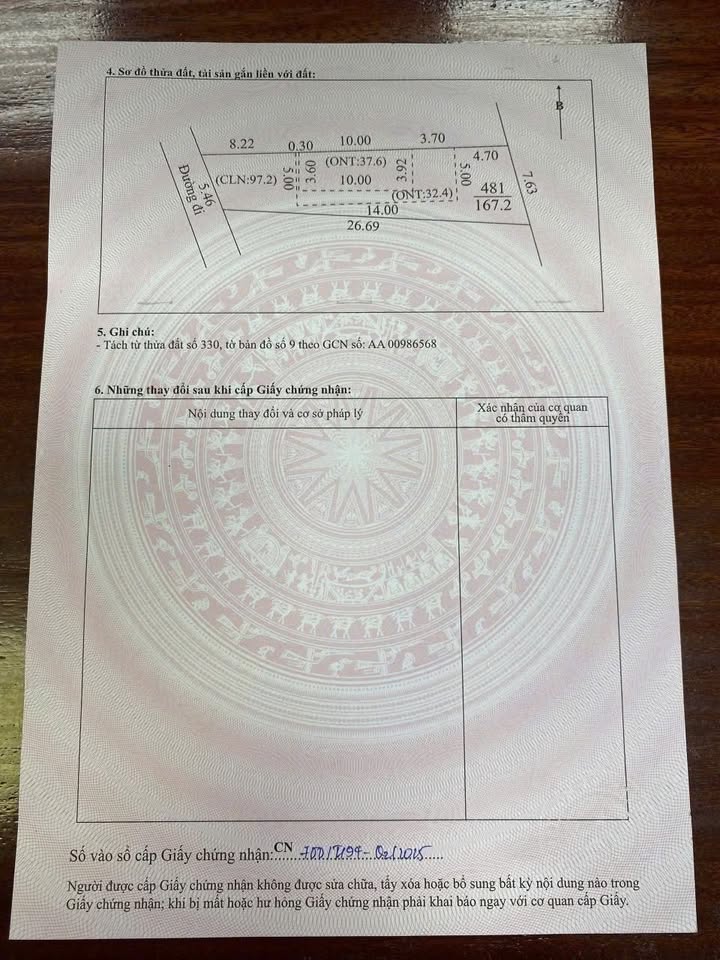 4. Sơ đồ thửa đất, tài sản gắn liền với đất:
B
8.22 0.30 10.00 3.70
4.70
Đường đi
5.46
(CLN:97.2)
5.00
3.60
(ONT:37.6)
10.00
3.92
(ONT:32.4)
5.00
481
167.2
7.63
14.00
26.69
5. Ghi chú:
- Tách từ thửa đất số 330, tờ bản đồ số 9 theo GCN số: AA 00986568
6. Những thay đổi sau khi cấp Giấy chứng nhận:
Nội dung thay đổi và cơ sở pháp lý
Xác nhận của cơ quan
có thẩm quyền
Số vào sổ cấp Giấy chứng nhận: CN
Người được cấp Giấy chứng nhận không được sửa chữa, tẩy xóa hoặc bổ sung bất kỳ nội dung nào trong
Giấy chứng nhận; khi bị mất hoặc hư hỏng Giấy chứng nhận phải khai báo ngay với cơ quan cấp Giấy.